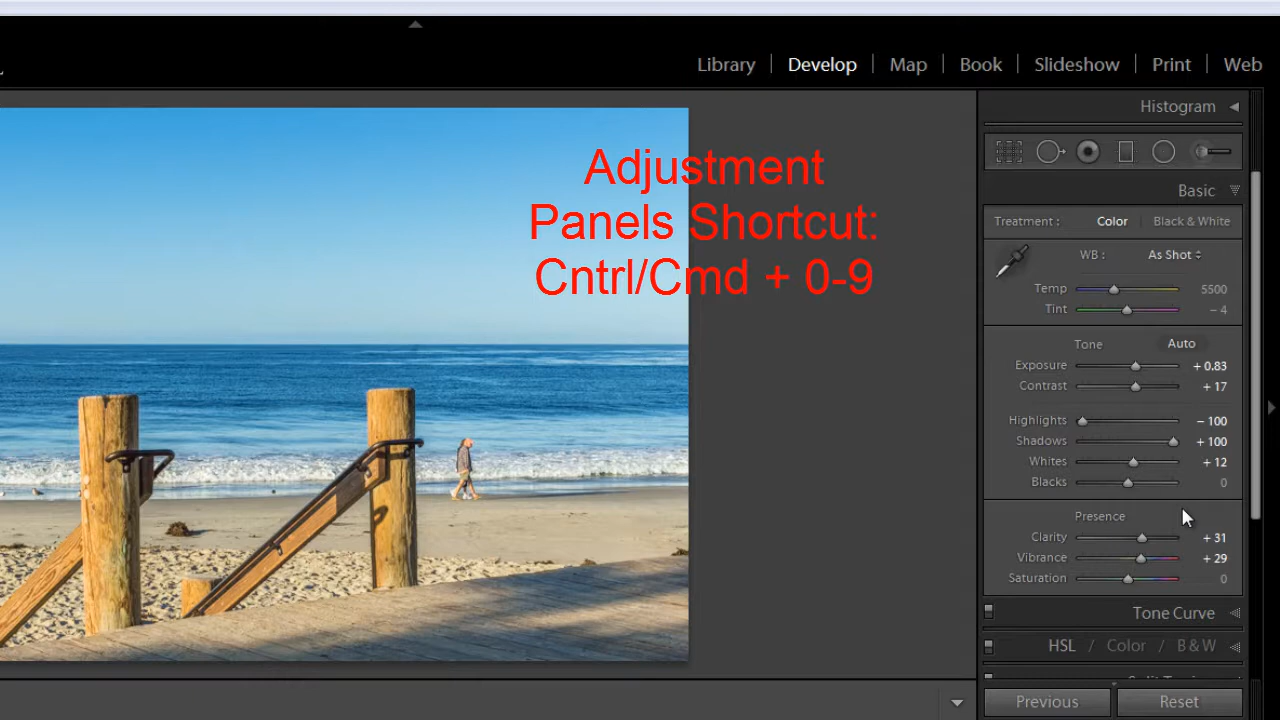 Library | Develop | Map | Book | Slideshow | Print | Web
Histogram
Adjustment
Panels Shortcut:
Cntrl/Cmd + 0-9
Basic
Treatment : Color Black & White
WB : As Shot
Temp 5500
Tint – 4
Tone Auto
Exposure + 0.83
Contrast + 17
Highlights – 100
Shadows + 100
Whites + 12
Blacks 0
Presence
Clarity + 31
Vibrance + 29
Saturation 0
Tone Curve
HSL / Color / B & W
Previous Reset